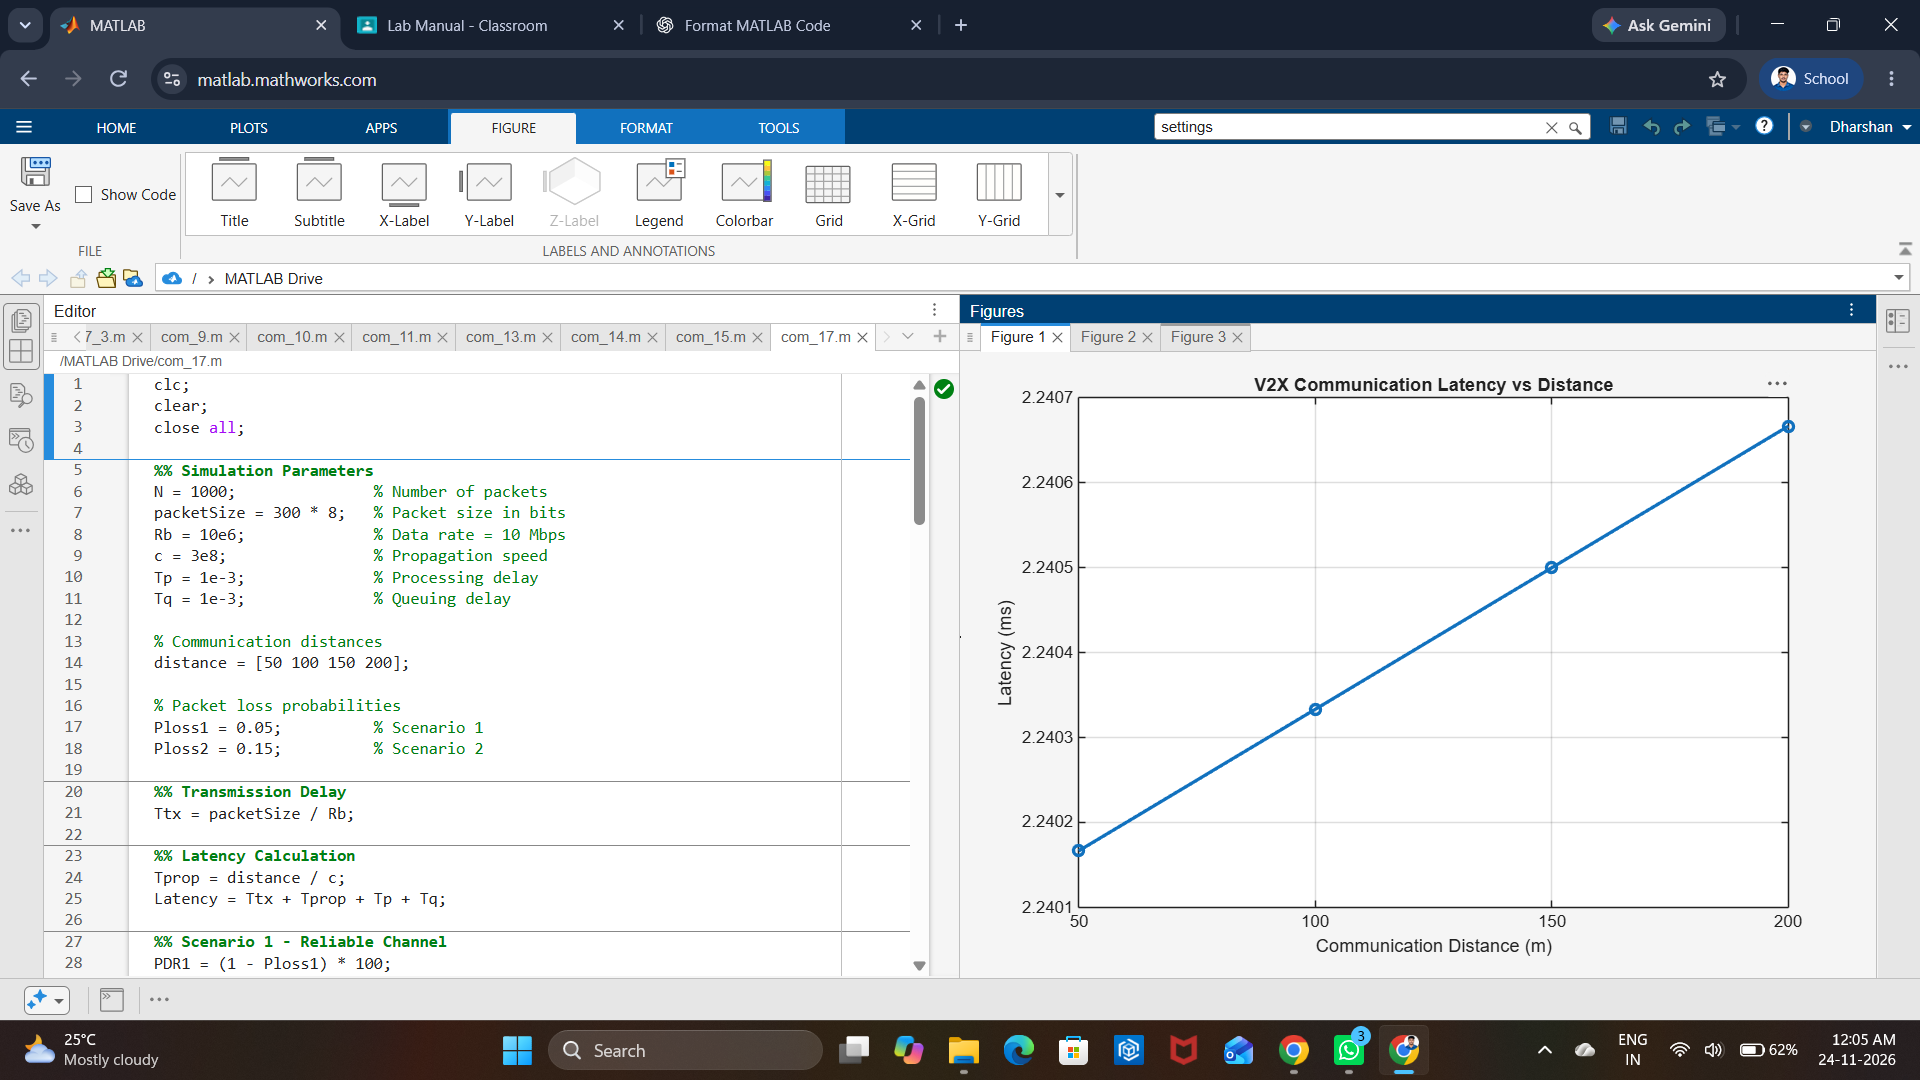 MATLAB
Lab Manual - Classroom
Format MATLAB Code
Ask Gemini
matlab.mathworks.com
School
HOME
PLOTS
APPS
FIGURE
FORMAT
TOOLS
settings
Dharshan
Save As
Show Code
Title
Subtitle
X-Label
Y-Label
Z-Label
Legend
Colorbar
Grid
X-Grid
Y-Grid
FILE
LABELS AND ANNOTATIONS
/ › MATLAB Drive
Editor
7_3.m
com_9.m
com_10.m
com_11.m
com_13.m
com_14.m
com_15.m
com_17.m
/MATLAB Drive/com_17.m
1 clc;
2 clear;
3 close all;
4
5 %% Simulation Parameters
6 N = 1000; % Number of packets
7 packetSize = 300 * 8; % Packet size in bits
8 Rb = 10e6; % Data rate = 10 Mbps
9 c = 3e8; % Propagation speed
10 Tp = 1e-3; % Processing delay
11 Tq = 1e-3; % Queuing delay
12
13 % Communication distances
14 distance = [50 100 150 200];
15
16 % Packet loss probabilities
17 Ploss1 = 0.05; % Scenario 1
18 Ploss2 = 0.15; % Scenario 2
19
20 %% Transmission Delay
21 Ttx = packetSize / Rb;
22
23 %% Latency Calculation
24 Tprop = distance / c;
25 Latency = Ttx + Tprop + Tp + Tq;
26
27 %% Scenario 1 - Reliable Channel
28 PDR1 = (1 - Ploss1) * 100;
Figures
Figure 1
Figure 2
Figure 3
V2X Communication Latency vs Distance
2.2407
2.2406
2.2405
2.2404
2.2403
2.2402
2.2401
Latency (ms)
50
100
150
200
Communication Distance (m)
25°C
Mostly cloudy
Search
3
ENG
IN
62%
12:05 AM
24-11-2026